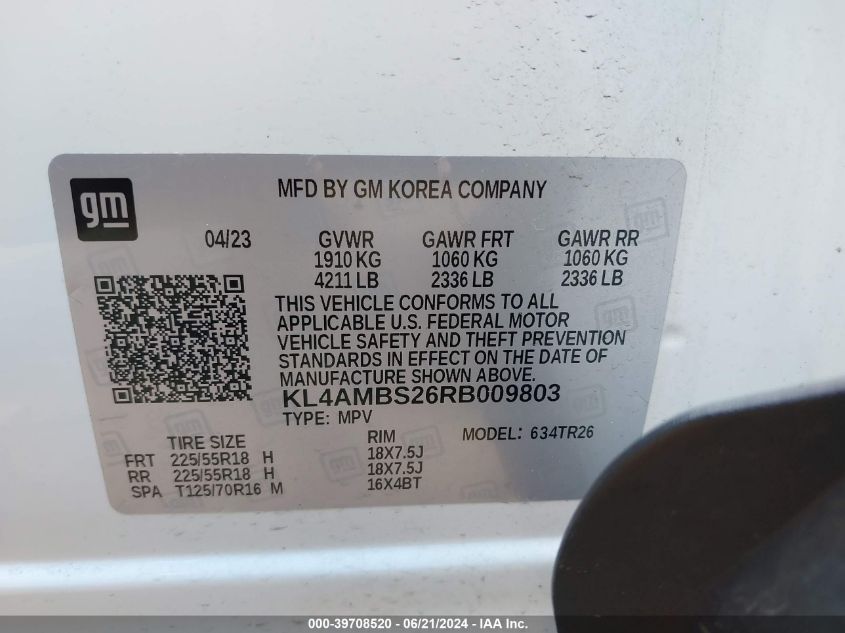 gm
MFD BY GM KOREA COMPANY
04/23 GVWR GAWR FRT GAWR RR
1910 KG 1060 KG 1060 KG
4211 LB 2336 LB 2336 LB
THIS VEHICLE CONFORMS TO ALL
APPLICABLE U.S. FEDERAL MOTOR
VEHICLE SAFETY AND THEFT PREVENTION
STANDARDS IN EFFECT ON THE DATE OF
MANUFACTURE SHOWN ABOVE.
KL4AMBS26RB009803
TYPE: MPV
TIRE SIZE RIM MODEL: 634TR26
FRT 225/55R18 H 18X7.5J
RR 225/55R18 H 18X7.5J
SPA T125/70R16 M 16X4BT
000-39708520 / 06/21/2024 - IAA Inc.